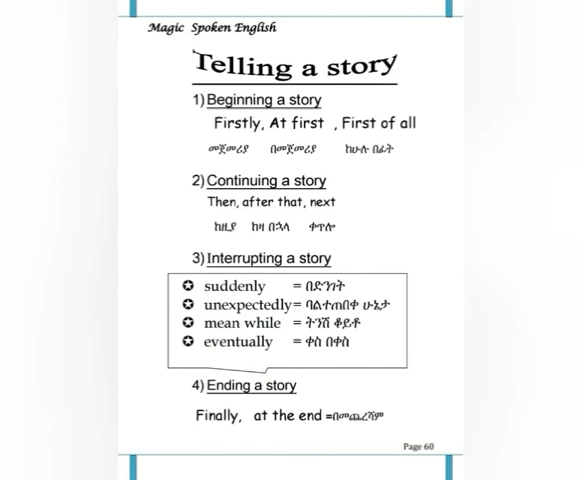 Magic Spoken English
Telling a story
1) Beginning a story
Firstly, At first , First of all
መጀመሪያ በመጀመሪያ ከሁሉ በፊት
2) Continuing a story
Then, after that, next
ከዚያ ከዛ በኋላ ቀጥሎ
3) Interrupting a story
✪ suddenly = በድንገት
✪ unexpectedly= ባልተጠበቀ ሁኔታ
✪ mean while = ትንሽ ቆይቶ
✪ eventually = ቀስ በቀስ
4) Ending a story
Finally, at the end =በመጨረሻም
Page 60